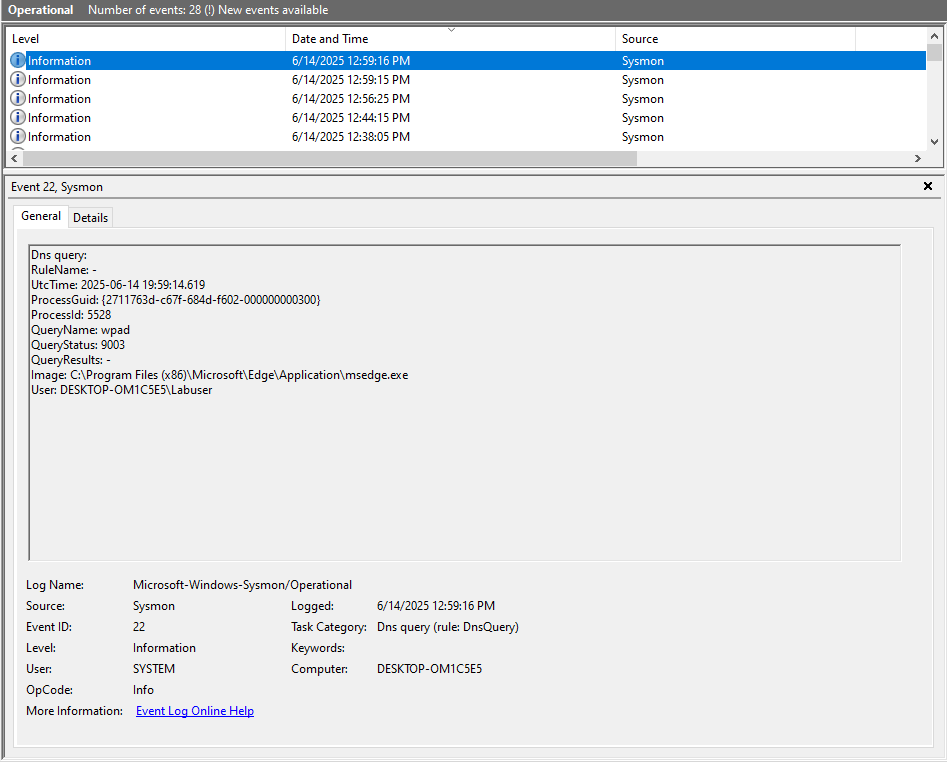 Operational Number of events: 28 (!) New events available
Level Date and Time Source
Information 6/14/2025 12:59:16 PM Sysmon
Information 6/14/2025 12:59:15 PM Sysmon
Information 6/14/2025 12:56:25 PM Sysmon
Information 6/14/2025 12:44:15 PM Sysmon
Information 6/14/2025 12:38:05 PM Sysmon
Event 22, Sysmon
General Details
Dns query:
RuleName: -
UtcTime: 2025-06-14 19:59:14.619
ProcessGuid: {2711763d-c67f-684d-f602-000000000300}
ProcessId: 5528
QueryName: wpad
QueryStatus: 9003
QueryResults: -
Image: C:\Program Files (x86)\Microsoft\Edge\Application\msedge.exe
User: DESKTOP-OM1C5E5\Labuser
Log Name: Microsoft-Windows-Sysmon/Operational
Source: Sysmon Logged: 6/14/2025 12:59:16 PM
Event ID: 22 Task Category: Dns query (rule: DnsQuery)
Level: Information Keywords:
User: SYSTEM Computer: DESKTOP-OM1C5E5
OpCode: Info
More Information: Event Log Online Help